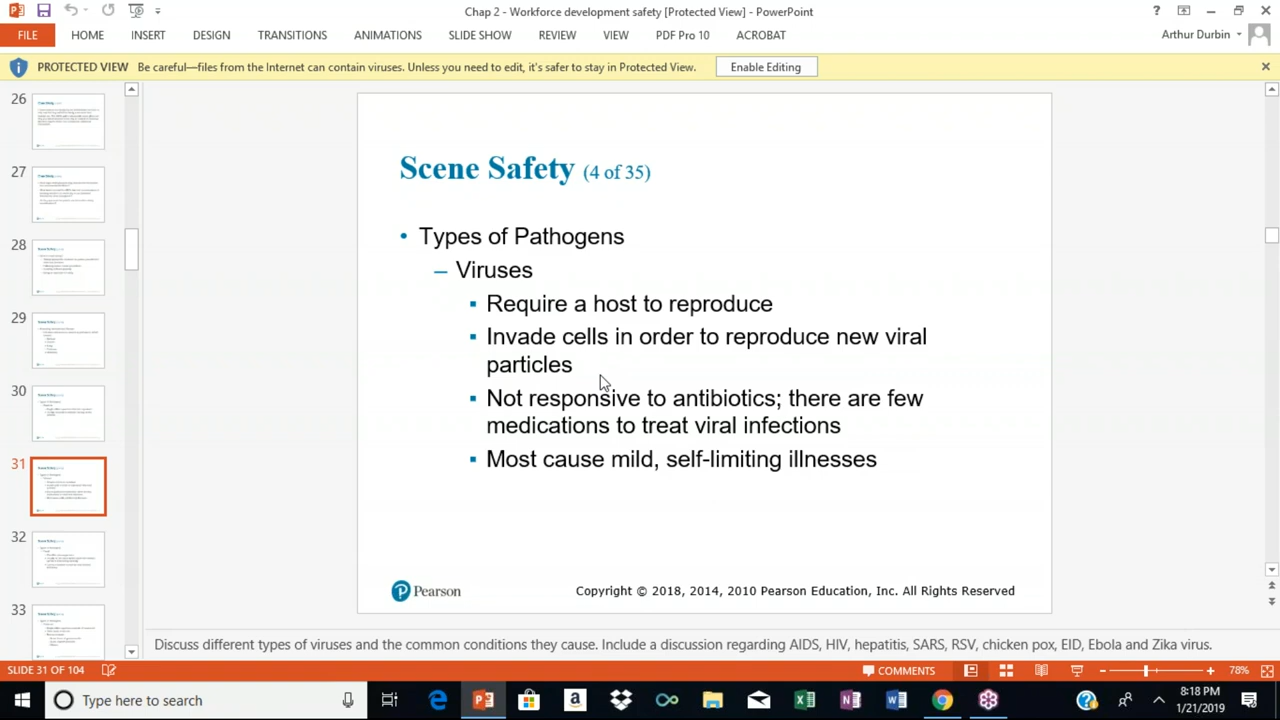 Chap 2 - Workforce development safety [Protected View] - PowerPoint
FILE HOME INSERT DESIGN TRANSITIONS ANIMATIONS SLIDE SHOW REVIEW VIEW PDF Pro 10 ACROBAT Arthur Durbin
PROTECTED VIEW Be careful—files from the Internet can contain viruses. Unless you need to edit, it's safer to stay in Protected View. Enable Editing
26
27
28
29
30
31
32
33
Scene Safety (4 of 35)
• Types of Pathogens
– Viruses
▪ Require a host to reproduce
▪ Invade cells in order to reproduce new viral
particles
▪ Not responsive to antibiotics; there are few
medications to treat viral infections
▪ Most cause mild, self-limiting illnesses
Pearson Copyright © 2018, 2014, 2010 Pearson Education, Inc. All Rights Reserved
Discuss different types of viruses and the common conditions they cause. Include a discussion regarding AIDS, HIV, hepatitis, SARS, RSV, chicken pox, EID, Ebola and Zika virus.
SLIDE 31 OF 104 COMMENTS 78%
Type here to search
8:18 PM
1/21/2019